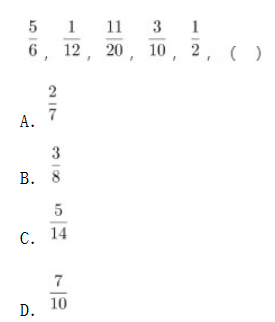 5/6, 1/12, 11/20, 3/10, 1/2, ( )
A. 2/7
B. 3/8
C. 5/14
D. 7/10